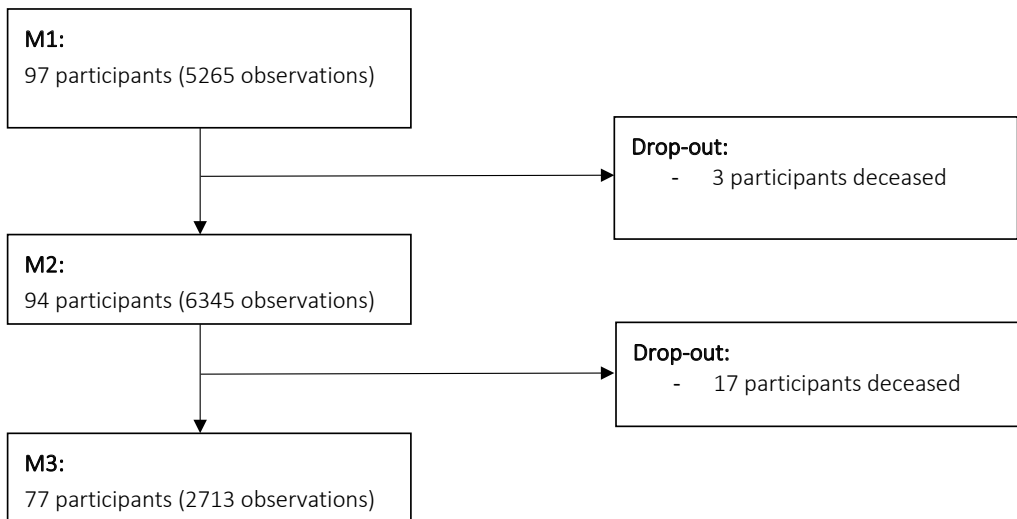 M1:
97 participants (5265 observations)
Drop-out:
- 3 participants deceased
M2:
94 participants (6345 observations)
Drop-out:
- 17 participants deceased
M3:
77 participants (2713 observations)